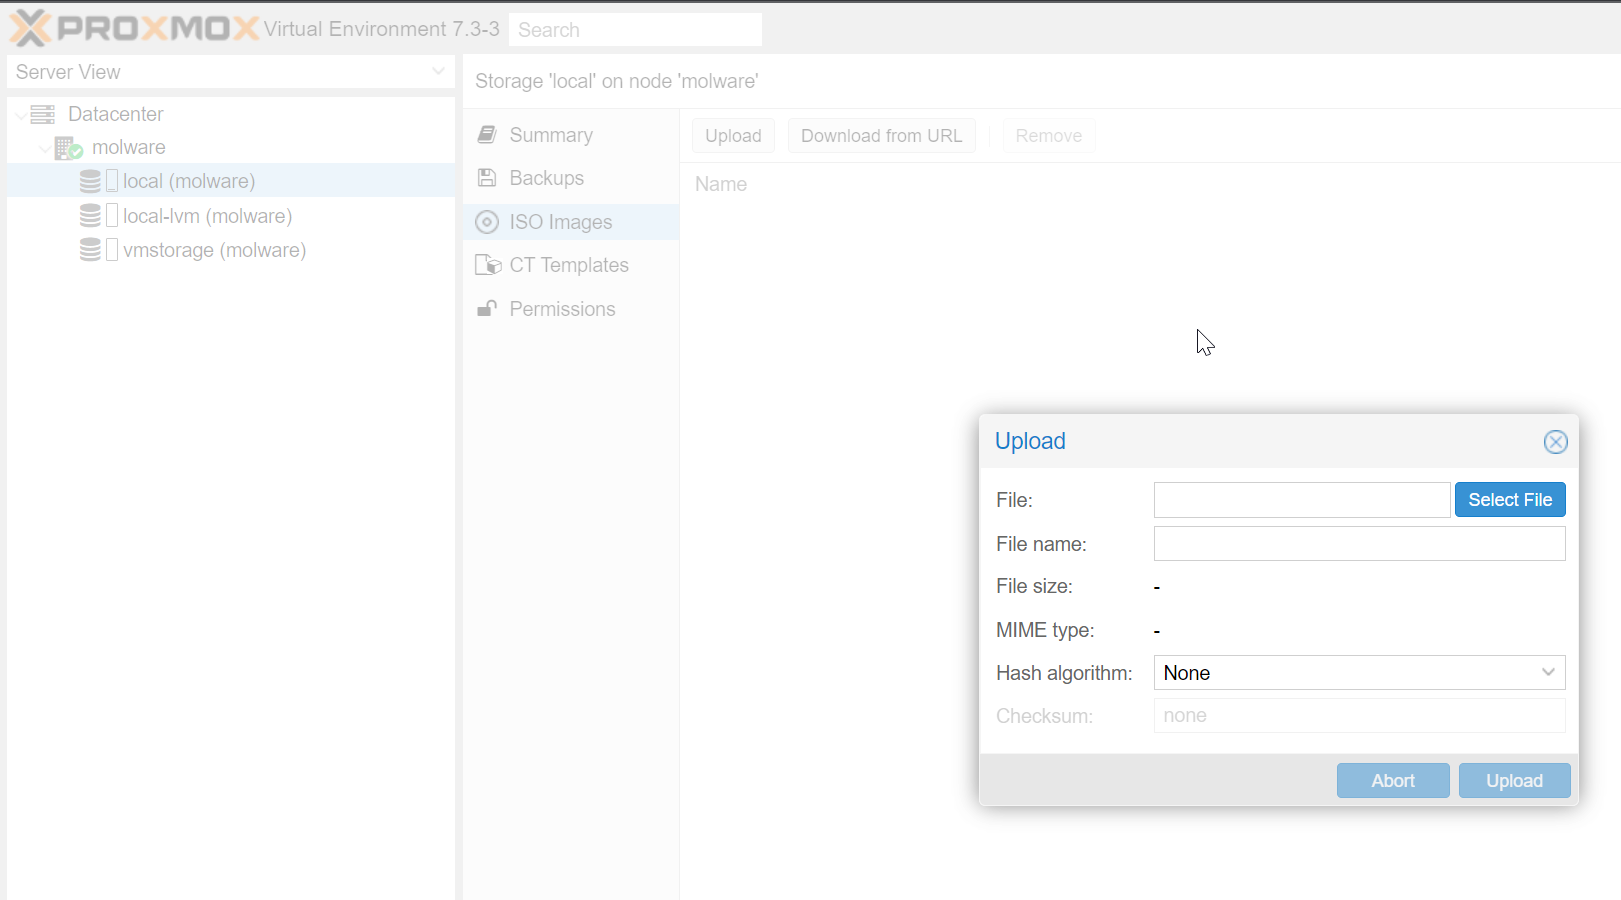 PROXMOX Virtual Environment 7.3-3 Search
Server View
Datacenter
molware
local (molware)
local-lvm (molware)
vmstorage (molware)
Storage 'local' on node 'molware'
Summary
Backups
ISO Images
CT Templates
Permissions
Upload Download from URL Remove
Name
Upload
File: Select File
File name:
File size: -
MIME type: -
Hash algorithm: None
Checksum: none
Abort Upload